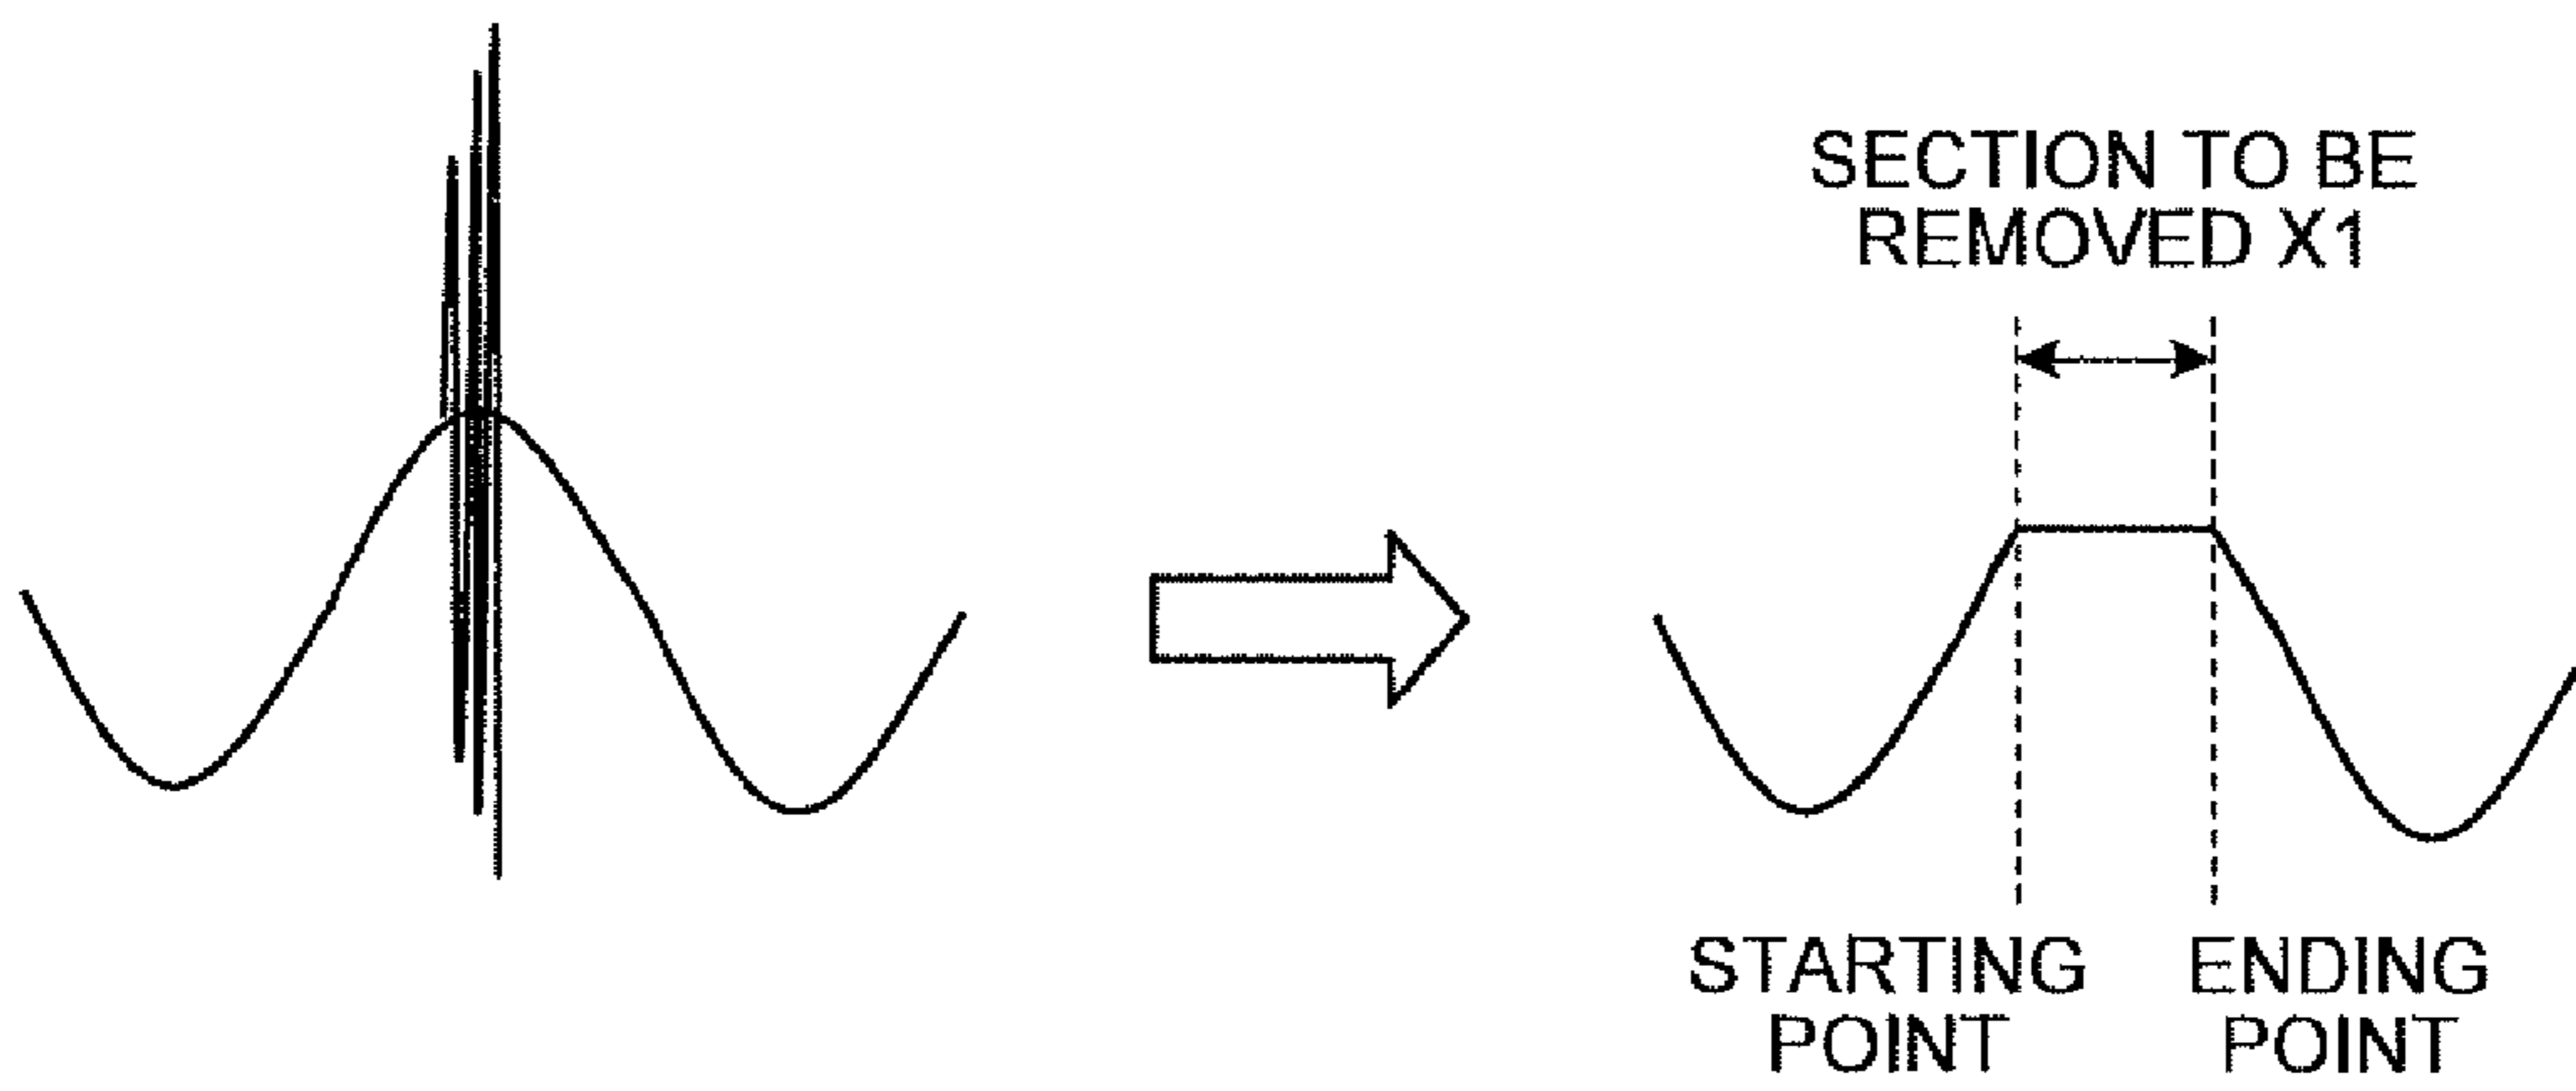 SECTION TO BE
REMOVED X1
STARTING
POINT
ENDING
POINT